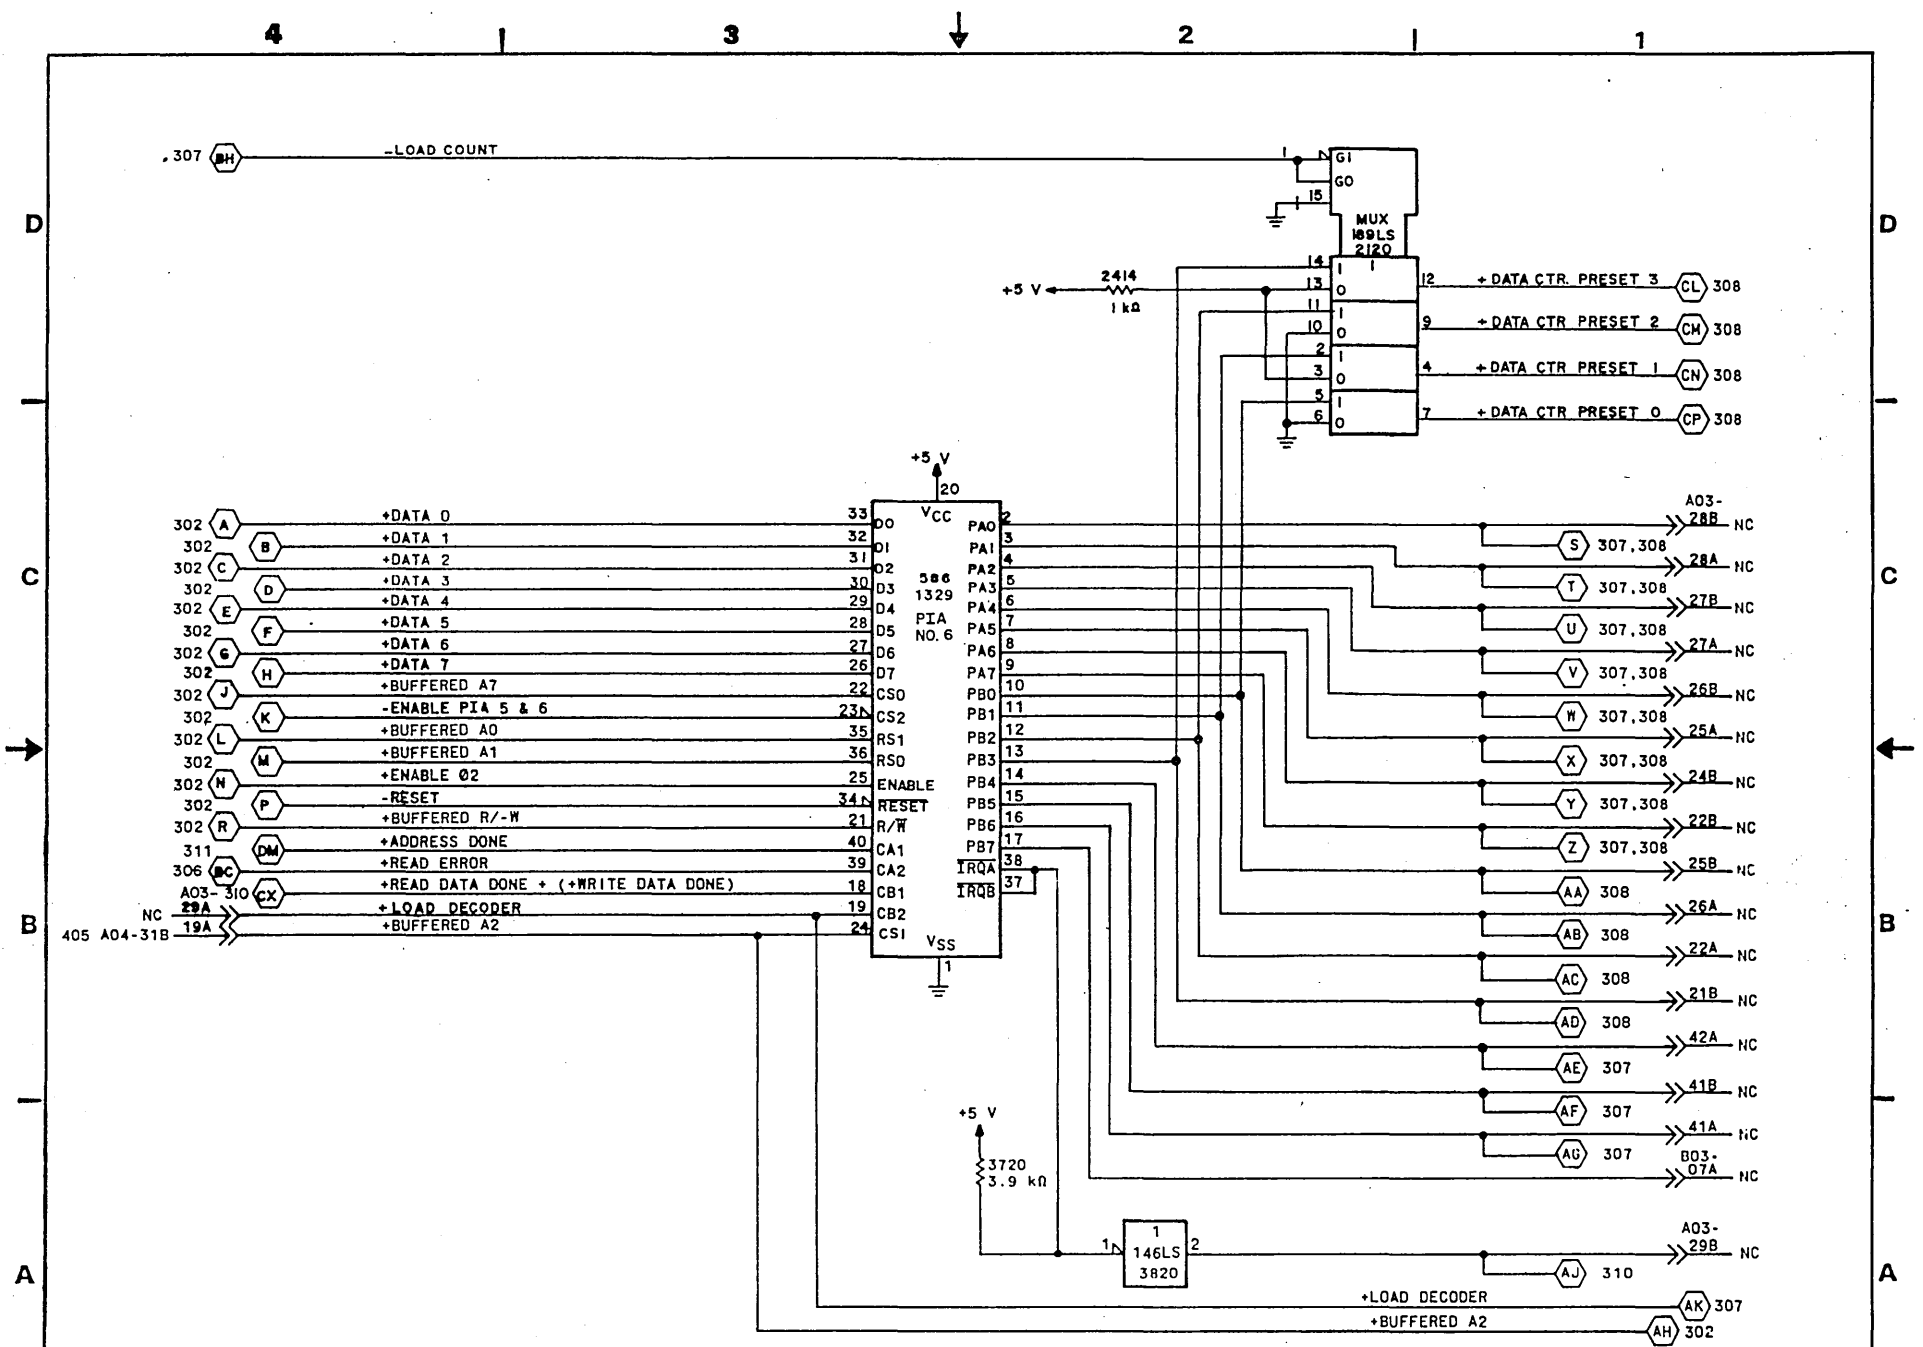 4 3 2 1
.307 BH -LOAD COUNT 1 G1
G0
15
D D
MUX
189LS
2120
14 1 1
+5 V 2414 13 0 12 +DATA CTR. PRESET 3 CL 308
1 kΩ
11 1
10 0 9 +DATA CTR PRESET 2 CM 308
2 1
3 0 4 +DATA CTR PRESET 1 CN 308
5 1
6 0 7 +DATA CTR PRESET 0 CP 308
+5 V
20
VCC
586
1329
PIA
NO.6
A03-
302 A +DATA 0 33 D0 PA0 2 28B NC
S 307,308
302 B +DATA 1 32 D1 PA1 3
302 C +DATA 2 31 D2 PA2 4 28A NC
C C
302 D +DATA 3 30 D3 PA3 5 T 307,308
302 E +DATA 4 29 D4 PA4 6 27B NC
302 F +DATA 5 28 D5 PA5 7 U 307,308
302 G +DATA 6 27 D6 PA6 8 27A NC
302 H +DATA 7 26 D7 PA7 9 V 307,308
302 J +BUFFERED A7 22 CS0 PB0 10 26B NC
302 K -ENABLE PIA 5 & 6 23 CS2 PB1 11 W 307,308
302 L +BUFFERED A0 35 RS1 PB2 12 25A NC
302 M +BUFFERED A1 36 RS0 PB3 13 X 307,308
302 N +ENABLE Ø2 25 ENABLE PB4 14 24B NC
302 P -RESET 34 RESET PB5 15 Y 307,308
302 R +BUFFERED R/-W 21 R/W PB6 16 22B NC
311 DM +ADDRESS DONE 40 CA1 PB7 17 Z 307,308
306 BC +READ ERROR 39 CA2 IRQA 38 25B NC
A03- 310 CX +READ DATA DONE + (+WRITE DATA DONE) 18 CB1 IRQB 37 AA 308
NC 29A +LOAD DECODER 19 CB2 26A NC
B B
405 A04-31B 19A +BUFFERED A2 24 CS1 AB 308
VSS
1
22A NC
AC 308
21B NC
AD 308
42A NC
AE 307
41B NC
AF 307
+5 V
3720
3.9 kΩ
41A NC
AG 307
B03-
07A NC
A03-
1 1 2 29B NC
146LS
3820
AJ 310
A A
+LOAD DECODER AK 307
+BUFFERED A2 AH 302